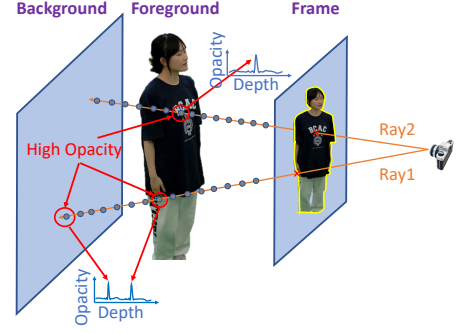 Background
Foreground
Frame
Opacity
Depth
BCAC
BCAC
High Opacity
Ray2
Ray1
Opacity
Depth